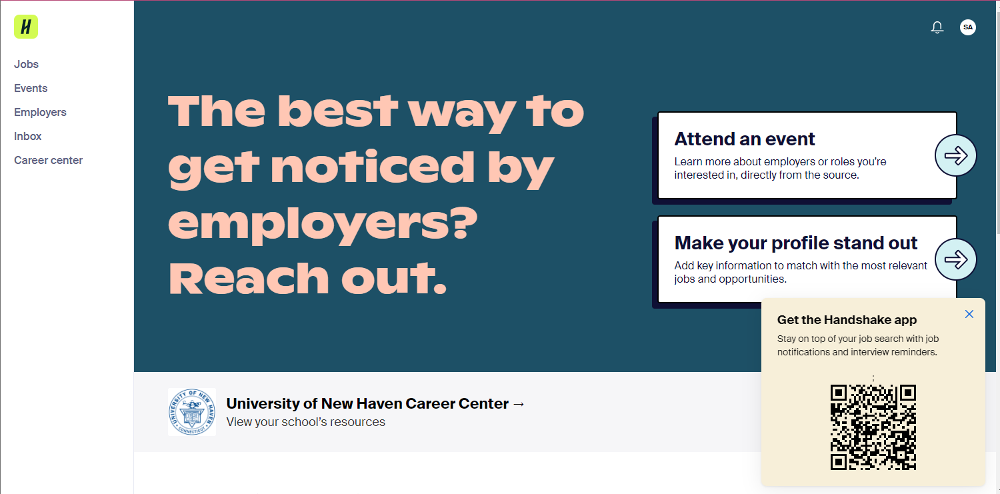 H
Jobs
Events
Employers
Inbox
Career center
SA
The best way to
get noticed by
employers?
Reach out.
Attend an event
Learn more about employers or roles you’re
interested in, directly from the source.
Make your profile stand out
Add key information to match with the most relevant
jobs and opportunities.
Get the Handshake app
Stay on top of your job search with job
notifications and interview reminders.
;
UNIVERSITY OF NEW HAVEN
CONNECTICUT
University of New Haven Career Center →
View your school’s resources